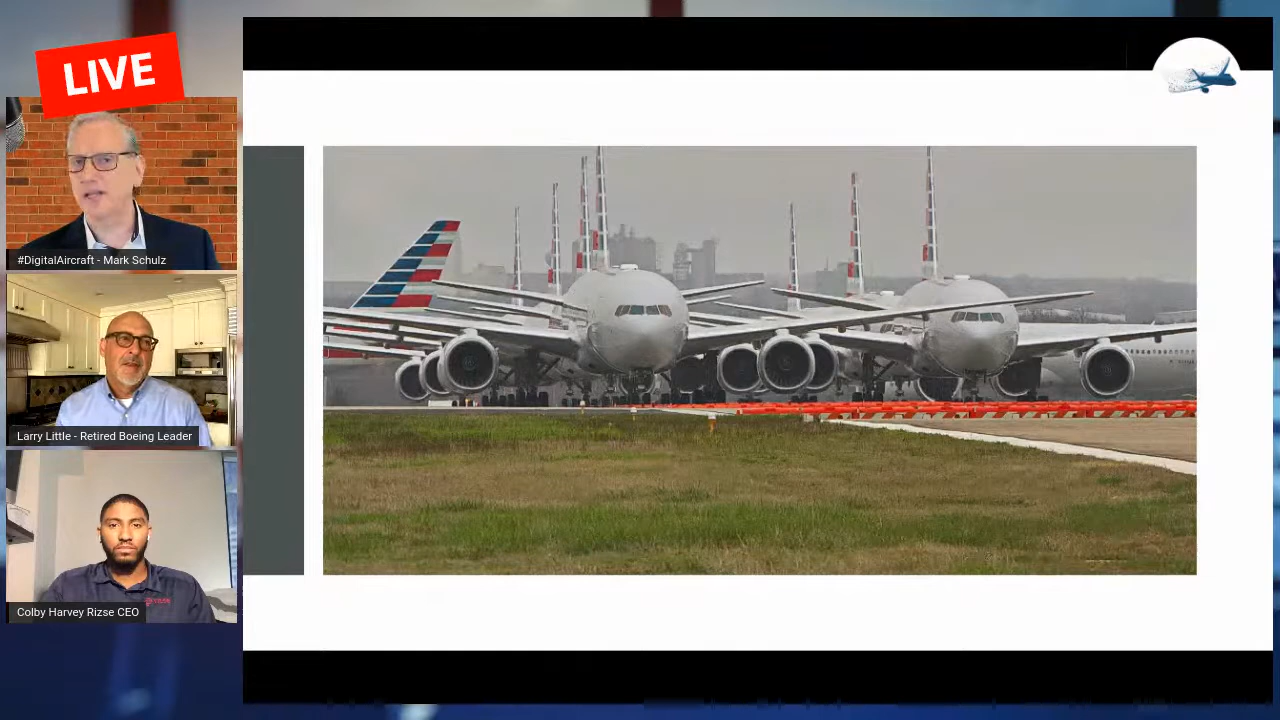 LIVE
#DigitalAircraft - Mark Schulz
Larry Little - Retired Boeing Leader
Colby Harvey Rizse CEO